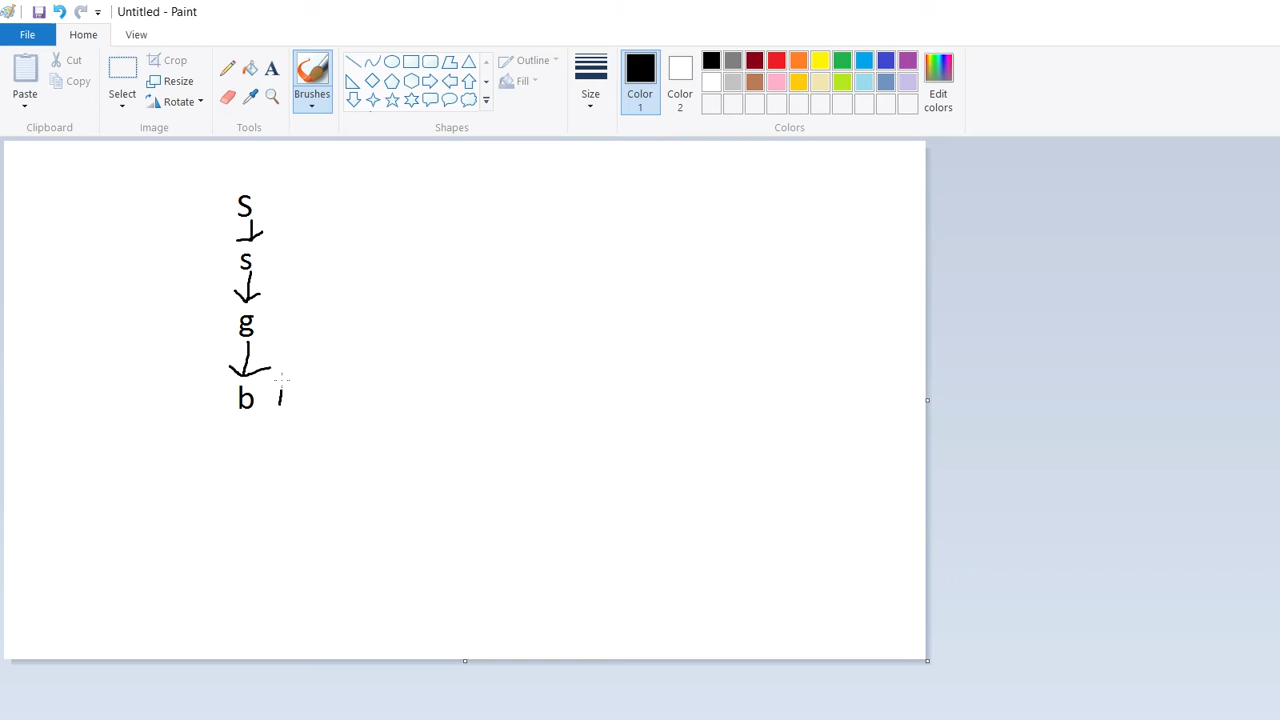 Untitled - Paint
File Home View
Paste Cut Copy
Clipboard
Select Crop Resize Rotate
Image
A
Tools
Brushes
Outline Fill
Shapes
Size
Color 1
Color 2
Edit colors
Colors
S
s
g
b i